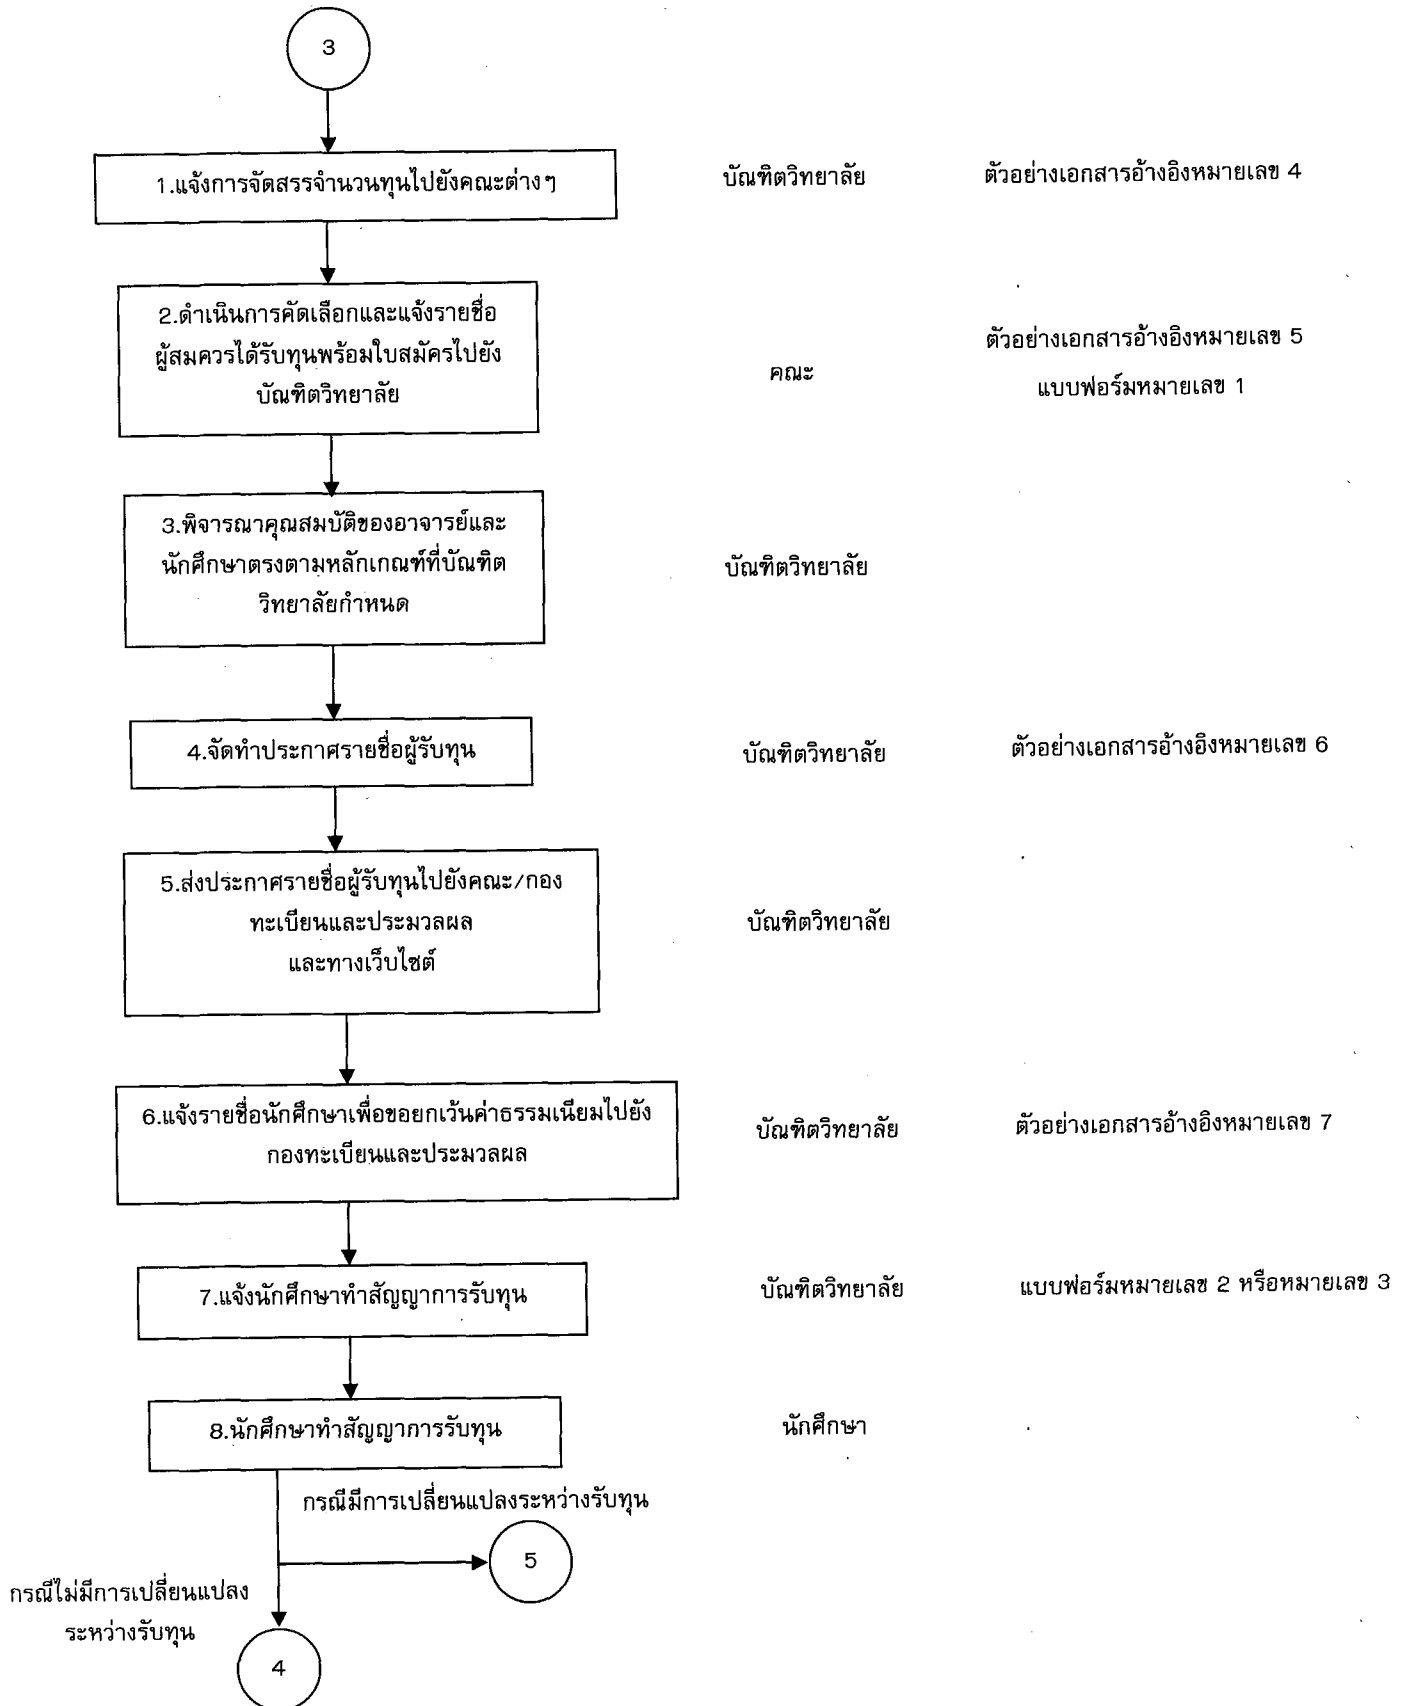 3
1.แจ้งการจัดสรรจำนวนทุนไปยังคณะต่างๆ
บัณฑิตวิทยาลัย
ตัวอย่างเอกสารอ้างอิงหมายเลข 4
2.ดำเนินการคัดเลือกและแจ้งรายชื่อ
ผู้สมควรได้รับทุนพร้อมใบสมัครไปยัง
บัณฑิตวิทยาลัย
คณะ
ตัวอย่างเอกสารอ้างอิงหมายเลข 5
แบบฟอร์มหมายเลข 1
3.พิจารณาคุณสมบัติของอาจารย์และ
นักศึกษาตรงตามหลักเกณฑ์ที่บัณฑิต
วิทยาลัยกำหนด
บัณฑิตวิทยาลัย
4.จัดทำประกาศรายชื่อผู้รับทุน
บัณฑิตวิทยาลัย
ตัวอย่างเอกสารอ้างอิงหมายเลข 6
5.ส่งประกาศรายชื่อผู้รับทุนไปยังคณะ/กอง
ทะเบียนและประมวลผล
และทางเว็บไซต์
บัณฑิตวิทยาลัย
6.แจ้งรายชื่อนักศึกษาเพื่อขอยกเว้นค่าธรรมเนียมไปยัง
กองทะเบียนและประมวลผล
บัณฑิตวิทยาลัย
ตัวอย่างเอกสารอ้างอิงหมายเลข 7
7.แจ้งนักศึกษาทำสัญญาการรับทุน
บัณฑิตวิทยาลัย
แบบฟอร์มหมายเลข 2 หรือหมายเลข 3
8.นักศึกษาทำสัญญาการรับทุน
นักศึกษา
กรณีมีการเปลี่ยนแปลงระหว่างรับทุน
5
กรณีไม่มีการเปลี่ยนแปลง
ระหว่างรับทุน
4